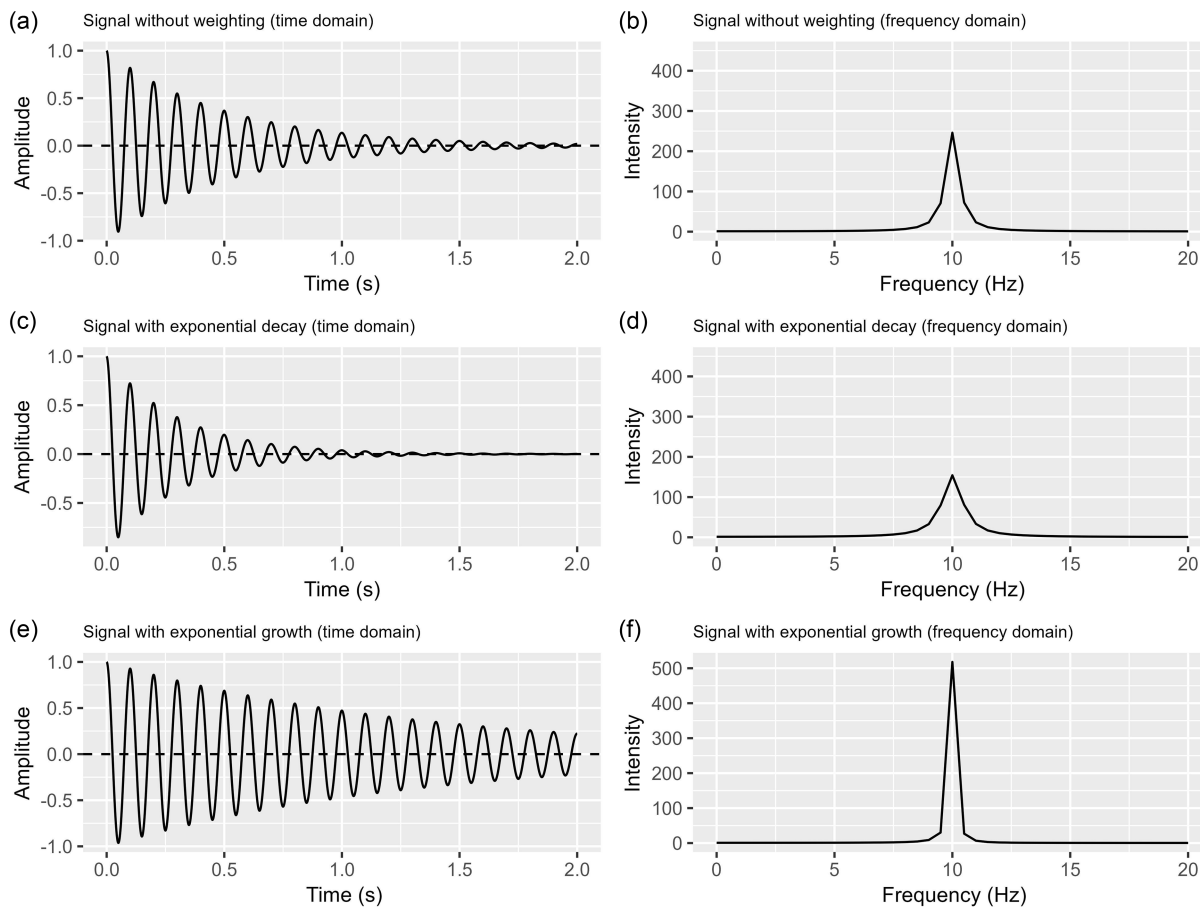 (a) Signal without weighting (time domain)
1.0
0.5
0.0
-0.5
-1.0
Amplitude
0.0 0.5 1.0 1.5 2.0
Time (s)
(b) Signal without weighting (frequency domain)
400
300
200
100
0
Intensity
0 5 10 15 20
Frequency (Hz)
(c) Signal with exponential decay (time domain)
1.0
0.5
0.0
-0.5
Amplitude
0.0 0.5 1.0 1.5 2.0
Time (s)
(d) Signal with exponential decay (frequency domain)
400
300
200
100
0
Intensity
0 5 10 15 20
Frequency (Hz)
(e) Signal with exponential growth (time domain)
1.0
0.5
0.0
-0.5
-1.0
Amplitude
0.0 0.5 1.0 1.5 2.0
Time (s)
(f) Signal with exponential growth (frequency domain)
500
400
300
200
100
0
Intensity
0 5 10 15 20
Frequency (Hz)